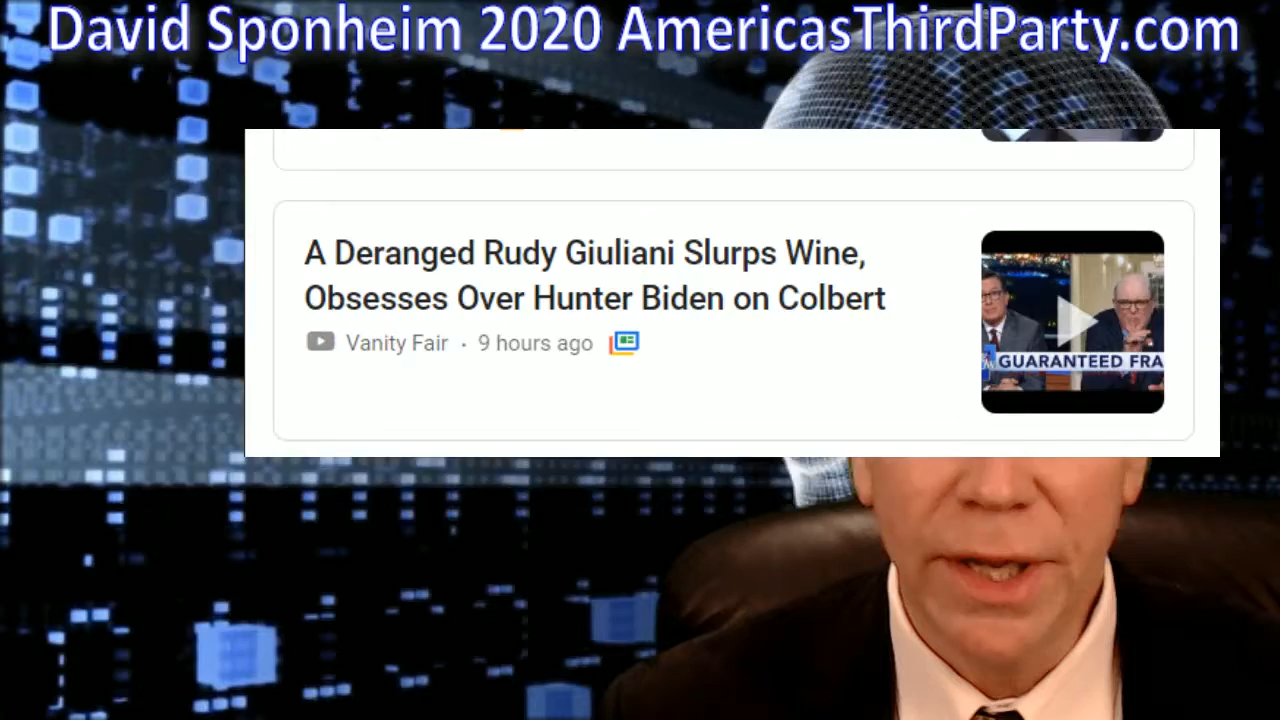 David Sponheim 2020 AmericasThirdParty.com
A Deranged Rudy Giuliani Slurps Wine,
Obsesses Over Hunter Biden on Colbert
Vanity Fair · 9 hours ago
GUARANTEED FRA